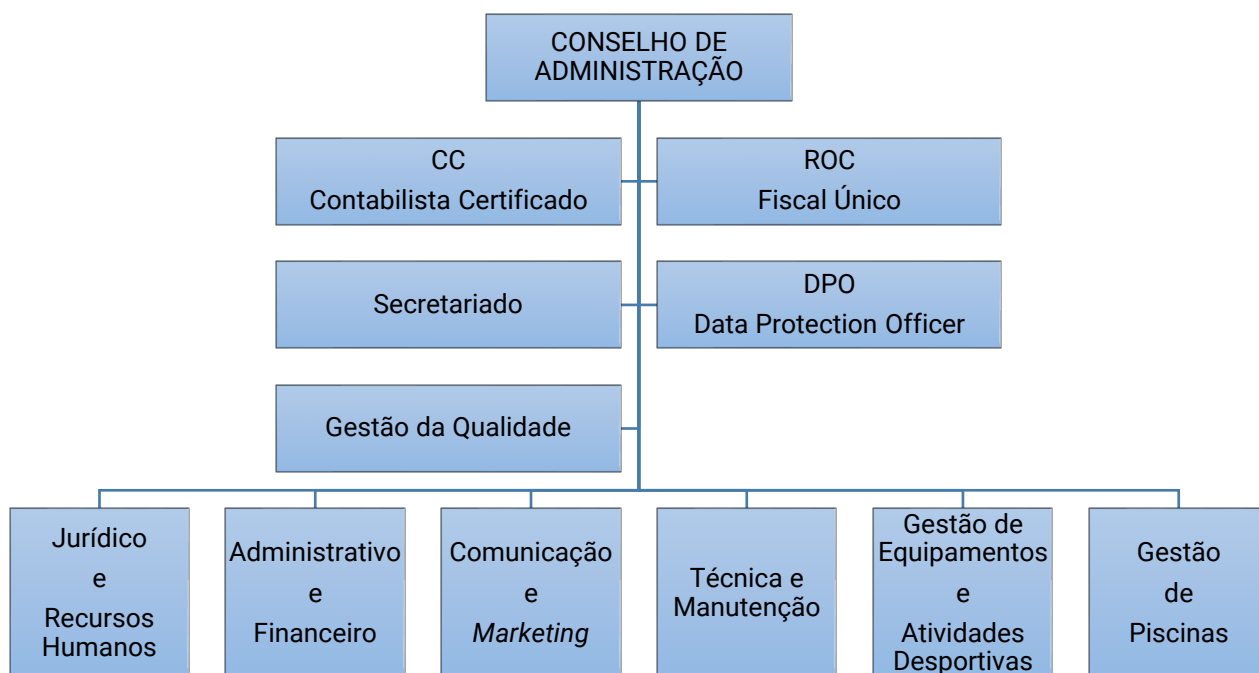 CONSELHO DE
ADMINISTRAÇÃO
CC
Contabilista Certificado
ROC
Fiscal Único
Secretariado
DPO
Data Protection Officer
Gestão da Qualidade
Jurídico
e
Recursos
Humanos
Administrativo
e
Financeiro
Comunicação
e
Marketing
Técnica e
Manutenção
Gestão de
Equipamentos
e
Atividades
Desportivas
Gestão
de
Piscinas